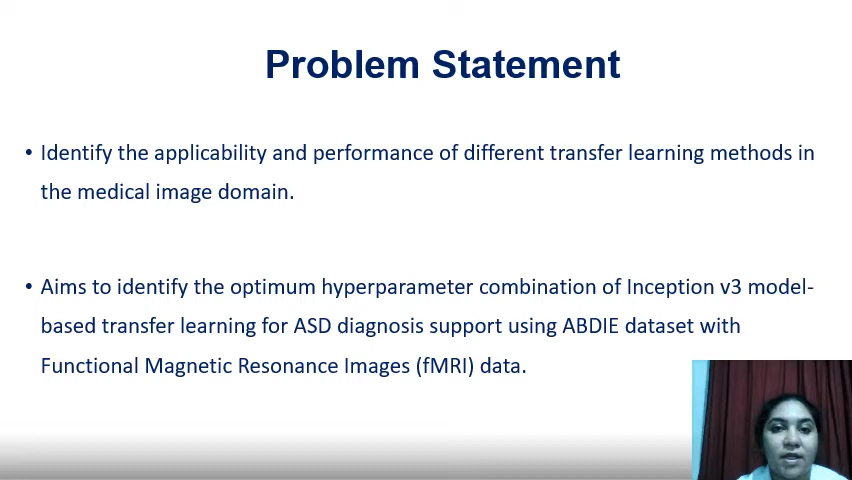 Problem Statement
• Identify the applicability and performance of different transfer learning methods in
the medical image domain.
• Aims to identify the optimum hyperparameter combination of Inception v3 model-
based transfer learning for ASD diagnosis support using ABDIE dataset with
Functional Magnetic Resonance Images (fMRI) data.